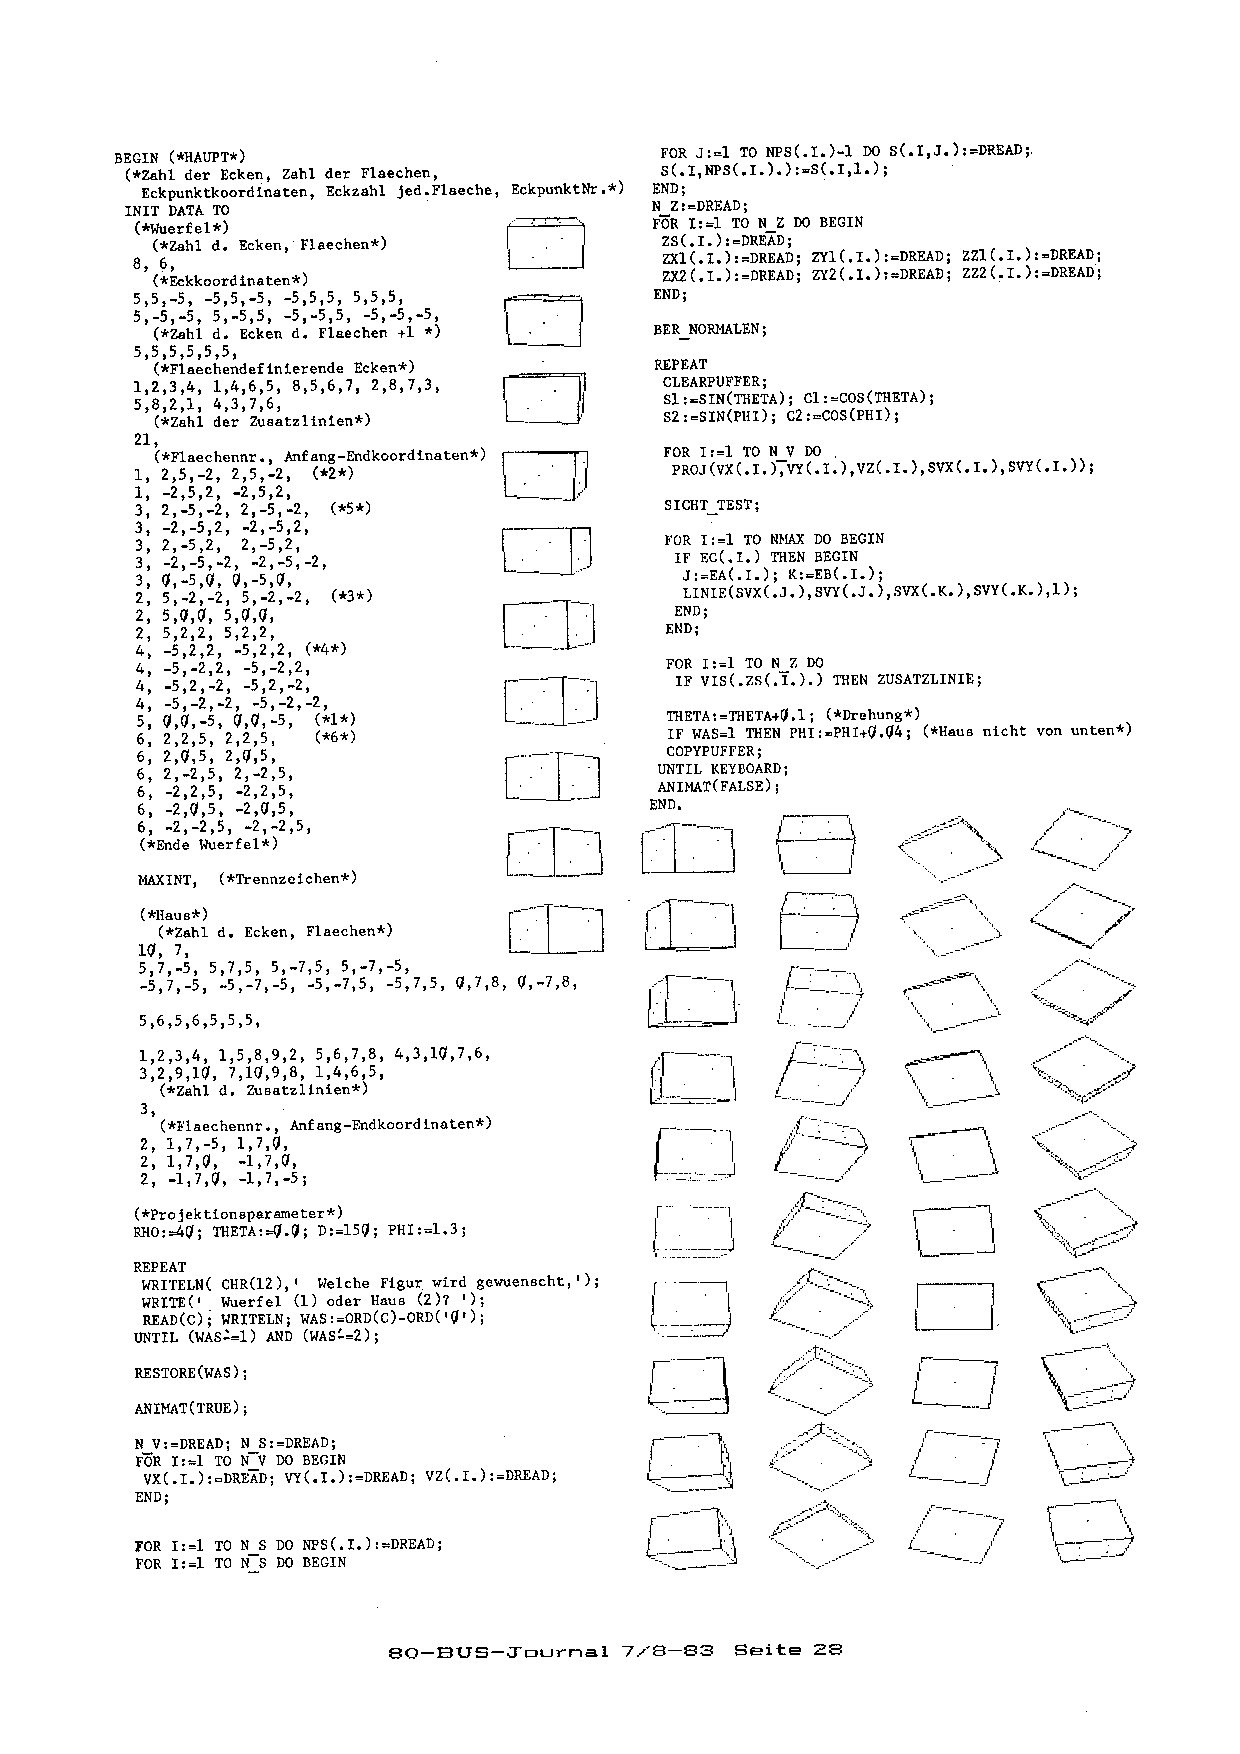 BEGIN (*HAUPT*)
(*Zahl der Ecken, Zahl der Flaechen,
Eckpunktkoordinaten, Eckzahl jed.Flaeche, EckpunktNr.*)
INIT DATA TO
(*Wuerfel*)
(*Zahl d. Ecken, Flaechen*)
8, 6,
(*Eckkoordinaten*)
5,5,-5, -5,5,-5, -5,5,5, 5,5,5,
5,-5,-5, 5,-5,5, -5,-5,5, -5,-5,-5,
(*Zahl d. Ecken d. Flaechen +1 *)
5,5,5,5,5,5,
(*Flaechendefinierende Ecken*)
1,2,3,4, 1,4,6,5, 8,5,6,7, 2,8,7,3,
5,8,2,1, 4,3,7,6,
(*Zahl der Zusatzlinien*)
21,
(*Flaechennr., Anfang-Endkoordinaten*)
1, 2,5,-2, 2,5,-2, (*2*)
1, -2,5,2, -2,5,2,
3, 2,-5,-2, 2,-5,-2, (*5*)
3, -2,-5,2, -2,-5,2,
3, 2,-5,2, 2,-5,2,
3, -2,-5,-2, -2,-5,-2,
3, 0,-5,0, 0,-5,0,
2, 5,-2,-2, 5,-2,-2, (*3*)
2, 5,0,0, 5,0,0,
2, 5,2,2, 5,2,2,
4, -5,2,2, -5,2,2, (*4*)
4, -5,-2,2, -5,-2,2,
4, -5,2,-2, -5,2,-2,
4, -5,-2,-2, -5,-2,-2,
5, 0,0,-5, 0,0,-5, (*1*)
6, 2,2,5, 2,2,5, (*6*)
6, 2,0,5, 2,0,5,
6, 2,-2,5, 2,-2,5,
6, -2,2,5, -2,2,5,
6, -2,0,5, -2,0,5,
6, -2,-2,5, -2,-2,5,
(*Ende Wuerfel*)
MAXINT, (*Trennzeichen*)
(*Haus*)
(*Zahl d. Ecken, Flaechen*)
10, 7,
5,7,-5, 5,7,5, 5,-7,5, 5,-7,-5,
-5,7,-5, -5,-7,-5, -5,-7,5, -5,7,5, 0,7,8, 0,-7,8,
5,6,5,6,5,5,5,
1,2,3,4, 1,5,8,9,2, 5,6,7,8, 4,3,10,7,6,
3,2,9,10, 7,10,9,8, 1,4,6,5,
(*Zahl d. Zusatzlinien*)
3,
(*Flaechennr., Anfang-Endkoordinaten*)
2, 1,7,-5, 1,7,0,
2, 1,7,0, -1,7,0,
2, -1,7,0, -1,7,-5;
(*Projektionsparameter*)
RHO:=40; THETA:=0.0; D:=150; PHI:=1.3;
REPEAT
WRITELN( CHR(12),' Welche Figur wird gewuenscht,');
WRITE(' Wuerfel (1) oder Haus (2)? ');
READ(C); WRITELN; WAS:=ORD(C)-ORD('0');
UNTIL (WAS^=1) AND (WAS^=2);
RESTORE(WAS);
ANIMAT(TRUE);
N_V:=DREAD; N_S:=DREAD;
FOR I:=1 TO N_V DO BEGIN
VX(.I.):=DREAD; VY(.I.):=DREAD; VZ(.I.):=DREAD;
END;
FOR I:=1 TO N_S DO NPS(.I.):=DREAD;
FOR I:=1 TO N_S DO BEGIN
FOR J:=1 TO NPS(.I.)-1 DO S(.I,J.):=DREAD;
S(.I,NPS(.I.).):=S(.I,1.);
END;
N_Z:=DREAD;
FOR I:=1 TO N_Z DO BEGIN
ZS(.I.):=DREAD;
ZX1(.I.):=DREAD; ZY1(.I.):=DREAD; ZZ1(.I.):=DREAD;
ZX2(.I.):=DREAD; ZY2(.I.):=DREAD; ZZ2(.I.):=DREAD;
END;
BER_NORMALEN;
REPEAT
CLEARPUFFER;
S1:=SIN(THETA); C1:=COS(THETA);
S2:=SIN(PHI); C2:=COS(PHI);
FOR I:=1 TO N_V DO
PROJ(VX(.I.),VY(.I.),VZ(.I.),SVX(.I.),SVY(.I.));
SICHT_TEST;
FOR I:=1 TO NMAX DO BEGIN
IF EC(.I.) THEN BEGIN
J:=EA(.I.); K:=EB(.I.);
LINIE(SVX(.J.),SVY(.J.),SVX(.K.),SVY(.K.),1);
END;
END;
FOR I:=1 TO N_Z DO
IF VIS(.ZS(.I.).) THEN ZUSATZLINIE;
THETA:=THETA+0.1; (*Drehung*)
IF WAS=1 THEN PHI:=PHI+0.04; (*Haus nicht von unten*)
COPYPUFFER;
UNTIL KEYBOARD;
ANIMAT(FALSE);
END.
80-BUS-Journal 7/8-83 Seite 28